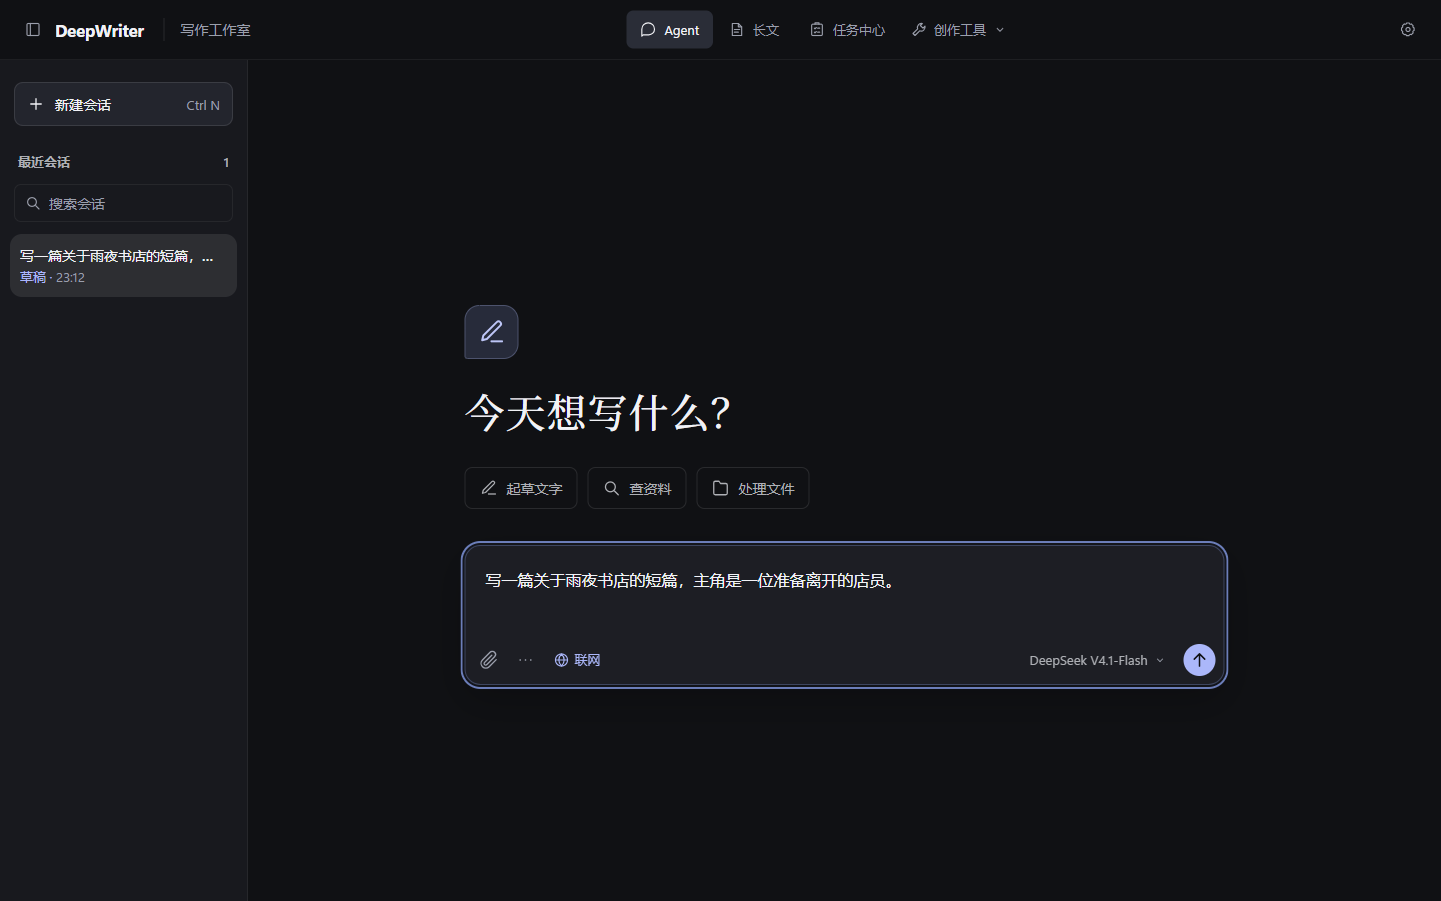 DeepWriter 写作工作室 Agent 长文 任务中心 创作工具
新建会话 Ctrl N
最近会话 1
搜索会话
写一篇关于雨夜书店的短篇，...
草稿 · 23:12
今天想写什么？
起草文字 查资料 处理文件
写一篇关于雨夜书店的短篇，主角是一位准备离开的店员。
联网 DeepSeek V4.1-Flash